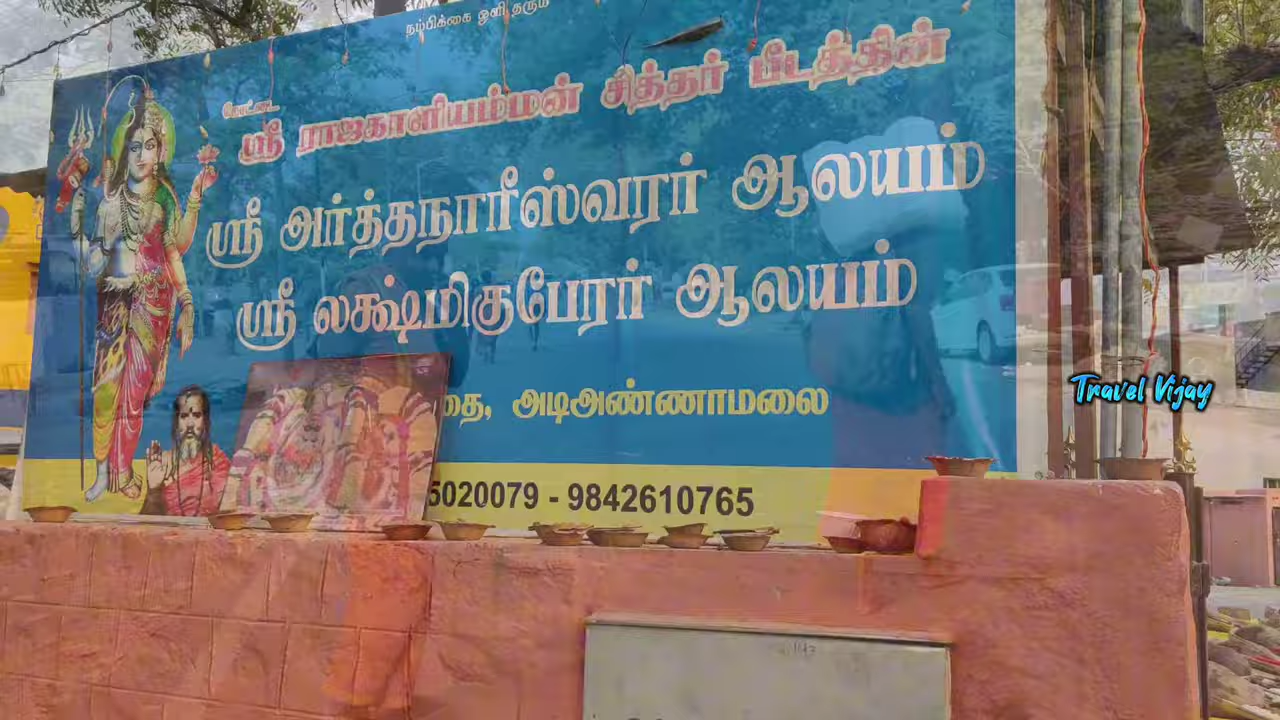 நம்பிக்கை ஒளி தரும்
ஸ்ரீ ராஜகாளியம்மன் சித்தர் பீடத்தின்
ஸ்ரீ அர்த்தநாரீஸ்வரர் ஆலயம்
ஸ்ரீ லக்ஷ்மிகுபேரர் ஆலயம்
தை, அடிஅண்ணாமலை
5020079 - 9842610765
Travel Vijay